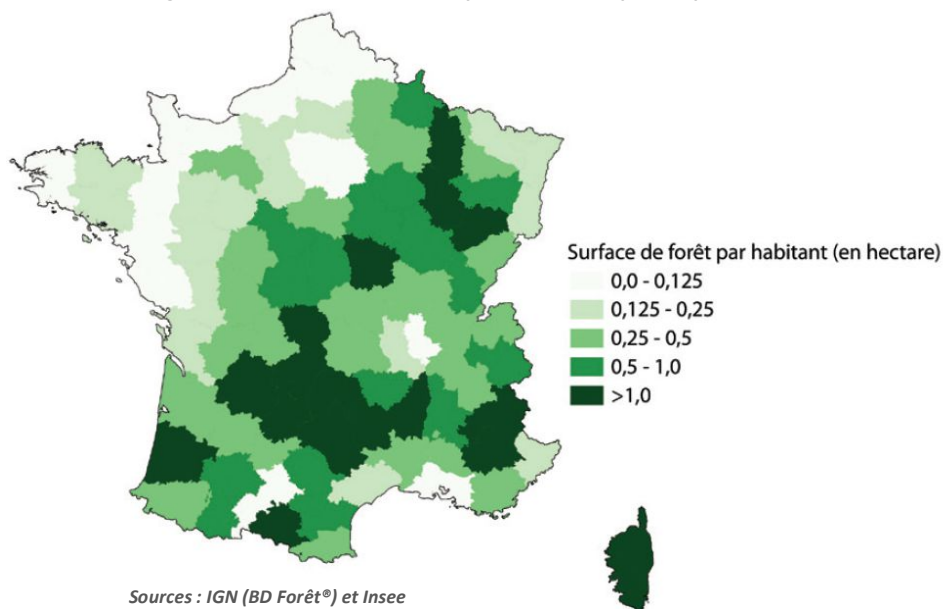 Surface de forêt par habitant (en hectare)
0,0 - 0,125
0,125 - 0,25
0,25 - 0,5
0,5 - 1,0
>1,0
Sources : IGN (BD Forêt®) et Insee